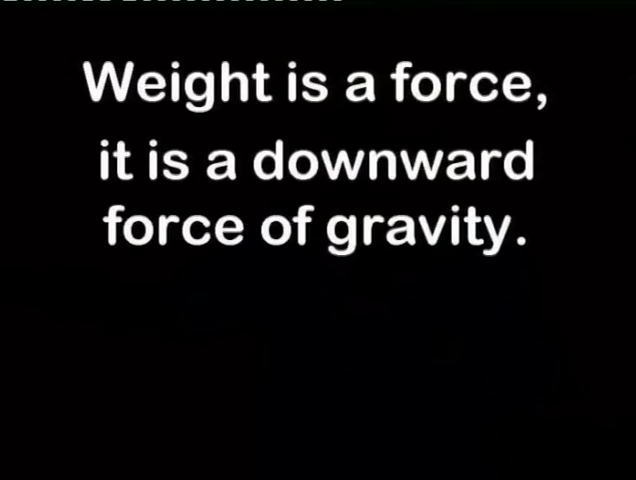 Weight is a force,
it is a downward
force of gravity.